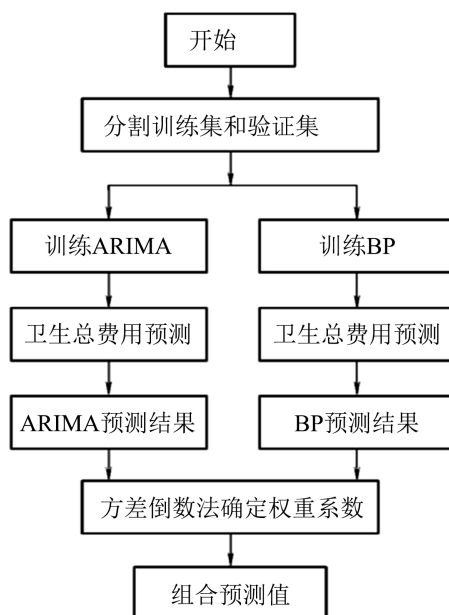 开始
分割训练集和验证集
训练ARIMA
训练BP
卫生总费用预测
卫生总费用预测
ARIMA预测结果
BP预测结果
方差倒数法确定权重系数
组合预测值